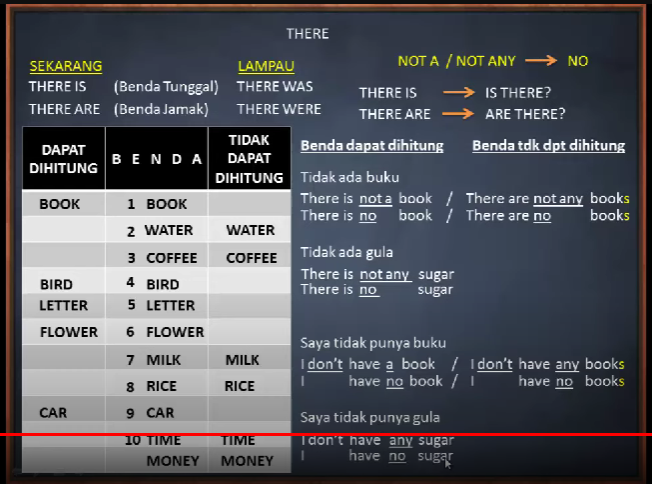 THERE
SEKARANG LAMPAU
THERE IS (Benda Tunggal) THERE WAS
THERE ARE (Benda Jamak) THERE WERE
NOT A / NOT ANY → NO
THERE IS → IS THERE?
THERE ARE → ARE THERE?
DAPAT DIHITUNG B E N D A TIDAK DAPAT DIHITUNG
BOOK 1 BOOK
2 WATER WATER
3 COFFEE COFFEE
BIRD 4 BIRD
LETTER 5 LETTER
FLOWER 6 FLOWER
7 MILK MILK
8 RICE RICE
CAR 9 CAR
10 TIME TIME
MONEY MONEY
Benda dapat dihitung Benda tdk dpt dihitung
Tidak ada buku
There is not a book / There are not any books
There is no book / There are no books
Tidak ada gula
There is not any sugar
There is no sugar
Saya tidak punya buku
I don't have a book / I don't have any books
I have no book / I have no books
Saya tidak punya gula
I don't have any sugar
I have no sugar